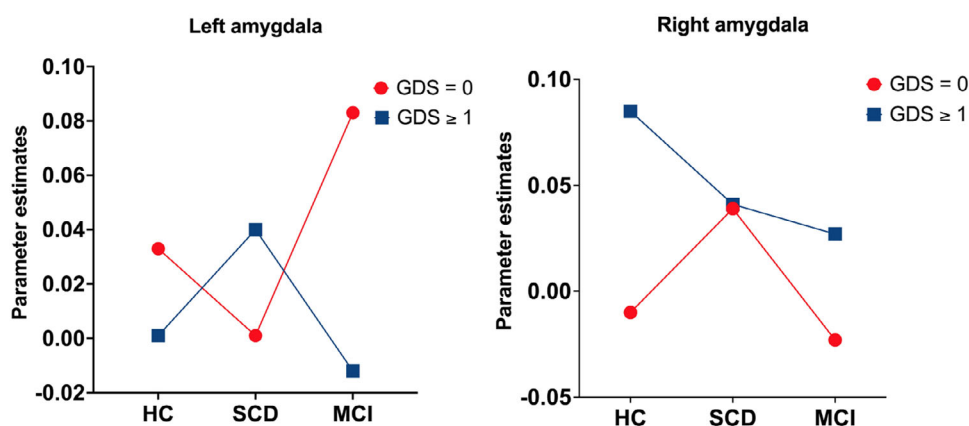 Left amygdala
0.10
0.08
0.06
0.04
0.02
0.00
-0.02
Parameter estimates
HC SCD MCI
GDS = 0
GDS ≥ 1
Right amygdala
0.10
0.05
0.00
-0.05
Parameter estimates
HC SCD MCI
GDS = 0
GDS ≥ 1